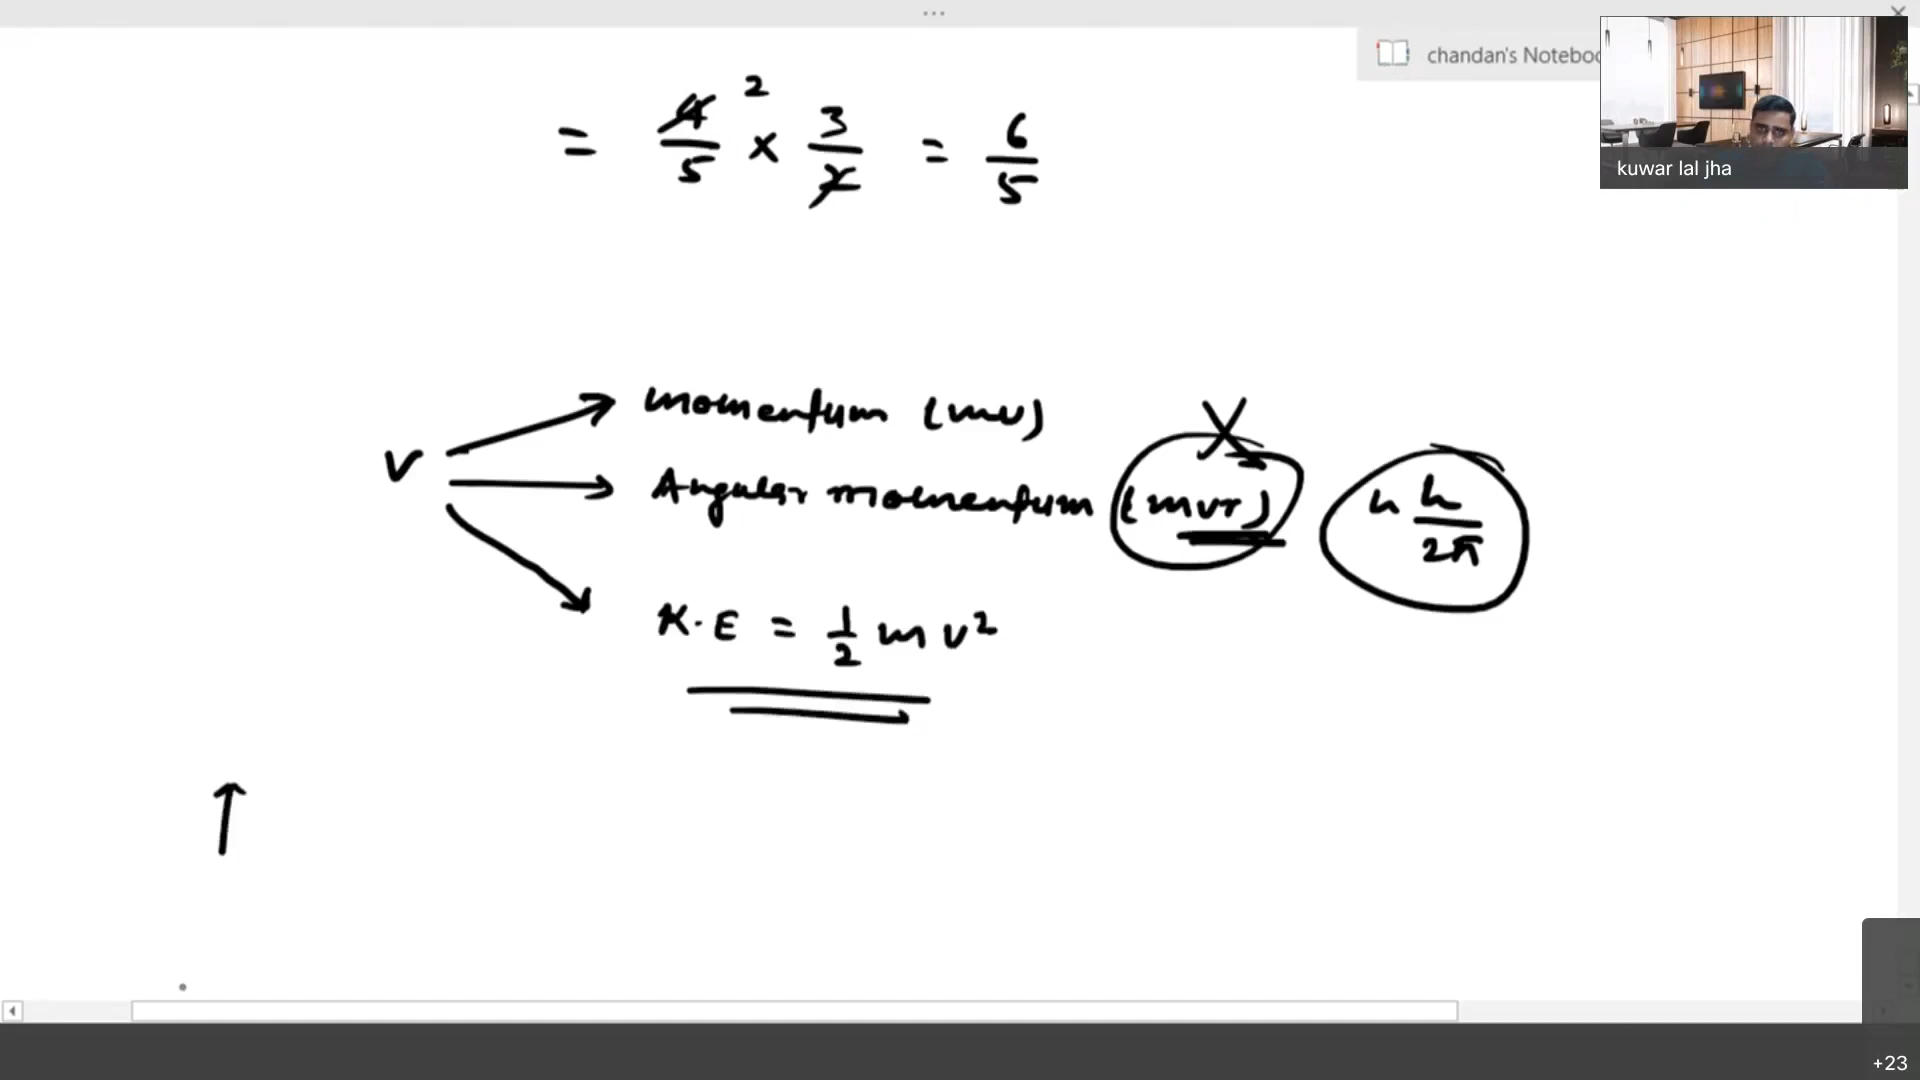 ...
chandan's Noteboo
kuwar lal jha
= 4/5 2 × 3/2 = 6/5
momentum (mv)
v
Angular momentum (mvr) X n h/2π
K.E = 1/2 mv²
+23